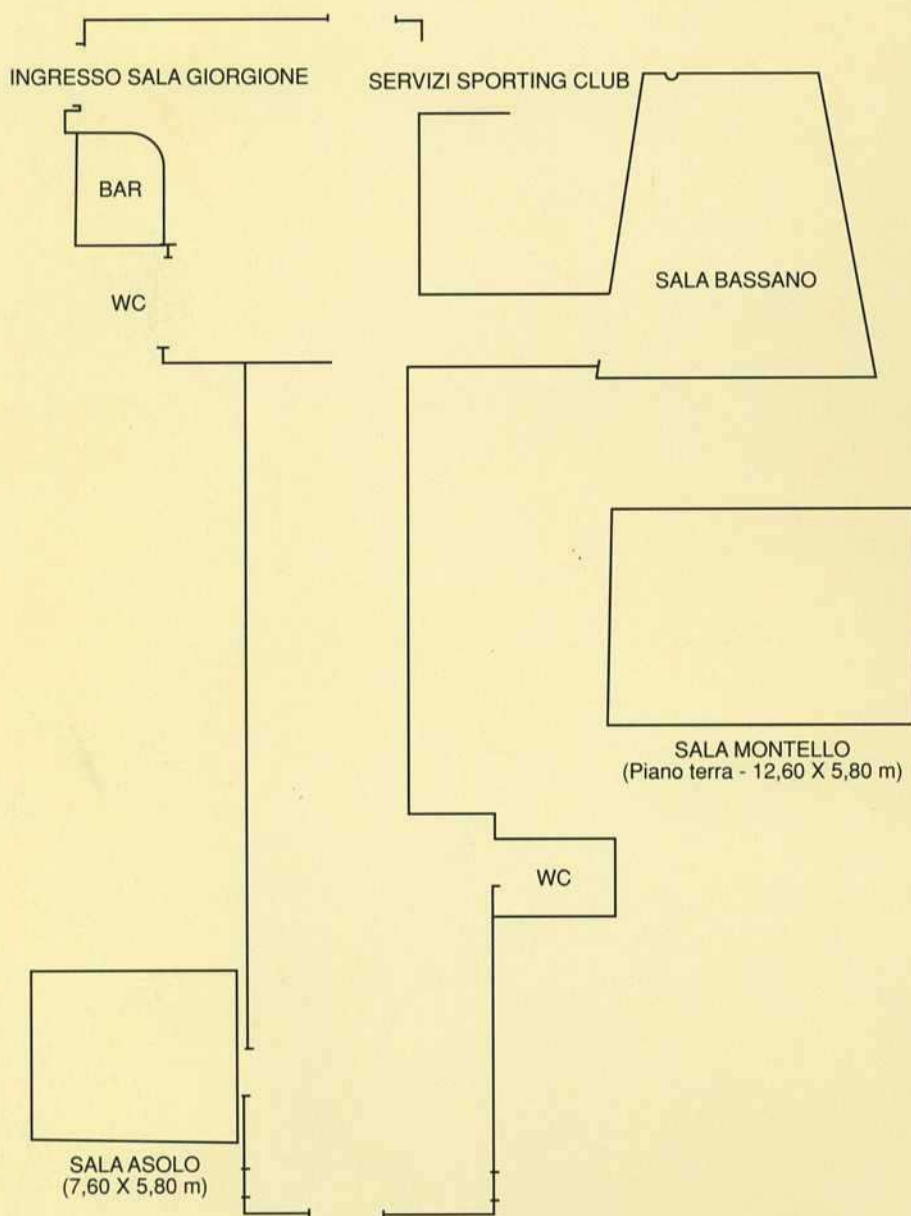 INGRESSO SALA GIORGIONE
SERVIZI SPORTING CLUB
BAR
SALA BASSANO
WC
SALA MONTELLO
(Piano terra - 12,60 X 5,80 m)
WC
SALA ASOLO
(7,60 X 5,80 m)